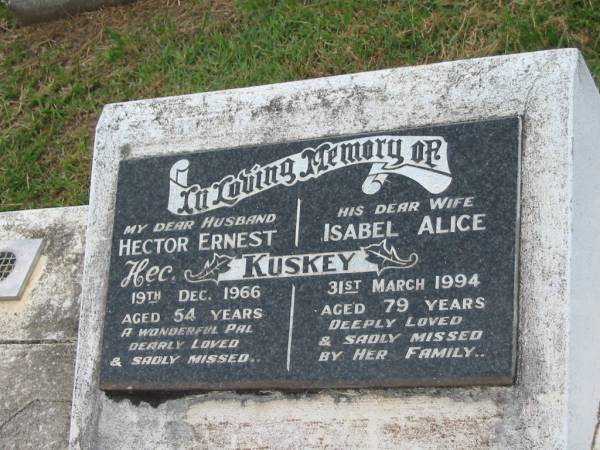 In Loving Memory of
MY DEAR HUSBAND
HECTOR ERNEST
Hec.
19TH DEC. 1966
AGED 54 YEARS
A WONDERFUL PAL
DEARLY LOVED
& SADLY MISSED..
KUSKEY
HIS DEAR WIFE
ISABEL ALICE
31ST MARCH 1994
AGED 79 YEARS
DEEPLY LOVED
& SADLY MISSED
BY HER FAMILY..